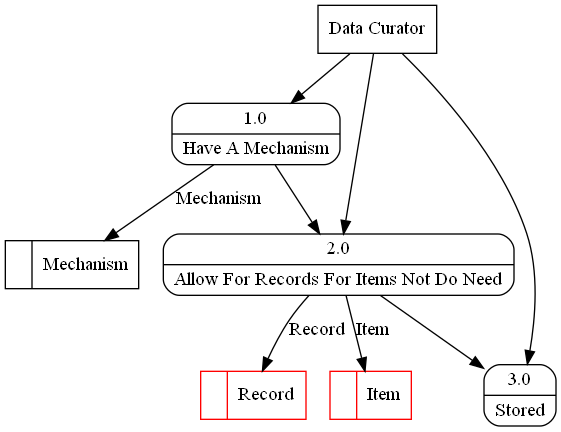 Data Curator
1.0
Have A Mechanism
Mechanism
Mechanism
2.0
Allow For Records For Items Not Do Need
Record
Item
Record
Item
3.0
Stored